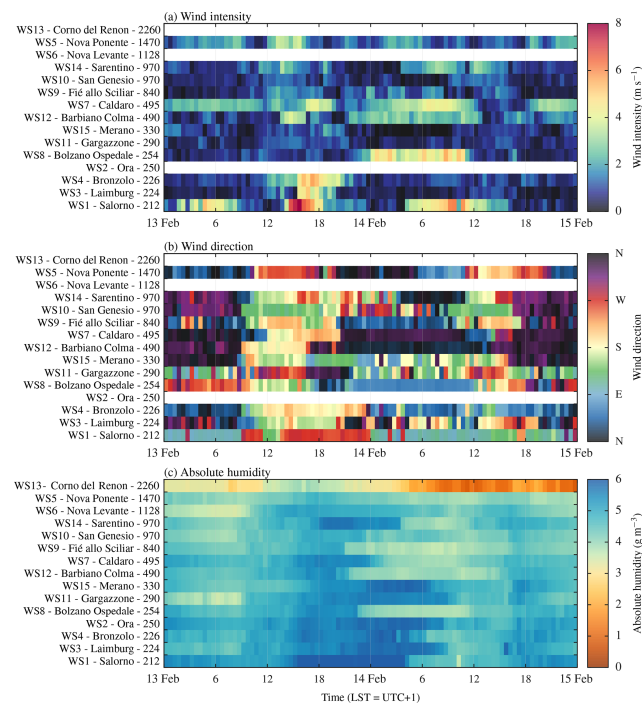 (a) Wind intensity
WS13 - Corno del Renon - 2260
WS5 - Nova Ponente - 1470
WS6 - Nova Levante - 1128
WS14 - Sarentino - 970
WS10 - San Genesio - 970
WS9 - Fié allo Sciliar - 840
WS7 - Caldaro - 495
WS12 - Barbiano Colma - 490
WS15 - Merano - 330
WS11 - Gargazzone - 290
WS8 - Bolzano Ospedale - 254
WS2 - Ora - 250
WS4 - Bronzolo - 226
WS3 - Laimburg - 224
WS1 - Salorno - 212
13 Feb 6 12 18 14 Feb 6 12 18 15 Feb
8
6
4
2
0
Wind intensity (m s⁻¹)
(b) Wind direction
WS13 - Corno del Renon - 2260
WS5 - Nova Ponente - 1470
WS6 - Nova Levante - 1128
WS14 - Sarentino - 970
WS10 - San Genesio - 970
WS9 - Fié allo Sciliar - 840
WS7 - Caldaro - 495
WS12 - Barbiano Colma - 490
WS15 - Merano - 330
WS11 - Gargazzone - 290
WS8 - Bolzano Ospedale - 254
WS2 - Ora - 250
WS4 - Bronzolo - 226
WS3 - Laimburg - 224
WS1 - Salorno - 212
13 Feb 6 12 18 14 Feb 6 12 18 15 Feb
N
W
S
E
N
Wind direction
(c) Absolute humidity
WS13- Corno del Renon - 2260
WS5 - Nova Ponente - 1470
WS6 - Nova Levante - 1128
WS14 - Sarentino - 970
WS10 - San Genesio - 970
WS9 - Fié allo Sciliar - 840
WS7 - Caldaro - 495
WS12 - Barbiano Colma - 490
WS15 - Merano - 330
WS11 - Gargazzone - 290
WS8 - Bolzano Ospedale - 254
WS2 - Ora - 250
WS4 - Bronzolo - 226
WS3 - Laimburg - 224
WS1 - Salorno - 212
13 Feb 6 12 18 14 Feb 6 12 18 15 Feb
6
5
4
3
2
1
0
Absolute humidity (g m⁻³)
Time (LST = UTC+1)